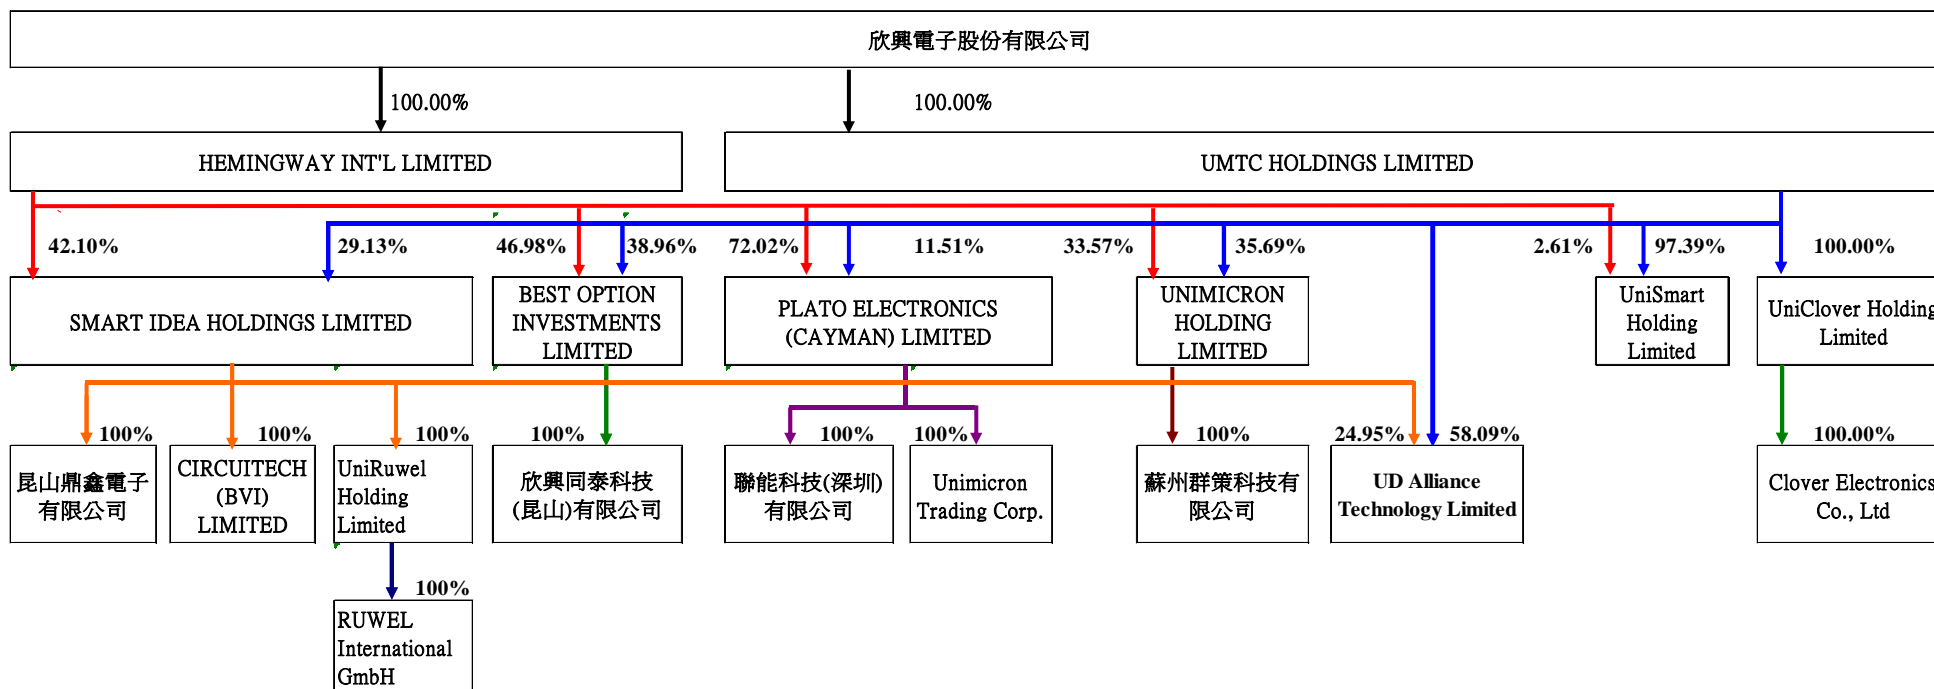 欣興電子股份有限公司
100.00%
100.00%
HEMINGWAY INT'L LIMITED
UMTC HOLDINGS LIMITED
42.10%
29.13%
46.98%
38.96%
72.02%
11.51%
33.57%
35.69%
2.61%
97.39%
100.00%
SMART IDEA HOLDINGS LIMITED
BEST OPTION
INVESTMENTS
LIMITED
PLATO ELECTRONICS
(CAYMAN) LIMITED
UNIMICRON
HOLDING
LIMITED
UniSmart
Holding
Limited
UniClover Holding
Limited
100%
100%
100%
100%
100%
100%
100%
24.95%
58.09%
100.00%
昆山鼎鑫電子
有限公司
CIRCUITECH
(BVI)
LIMITED
UniRuwel
Holding
Limited
欣興同泰科技
(昆山)有限公司
聯能科技(深圳)
有限公司
Unimicron
Trading Corp.
蘇州群策科技有
限公司
UD Alliance
Technology Limited
Clover Electronics
Co., Ltd
100%
RUWEL
International
GmbH